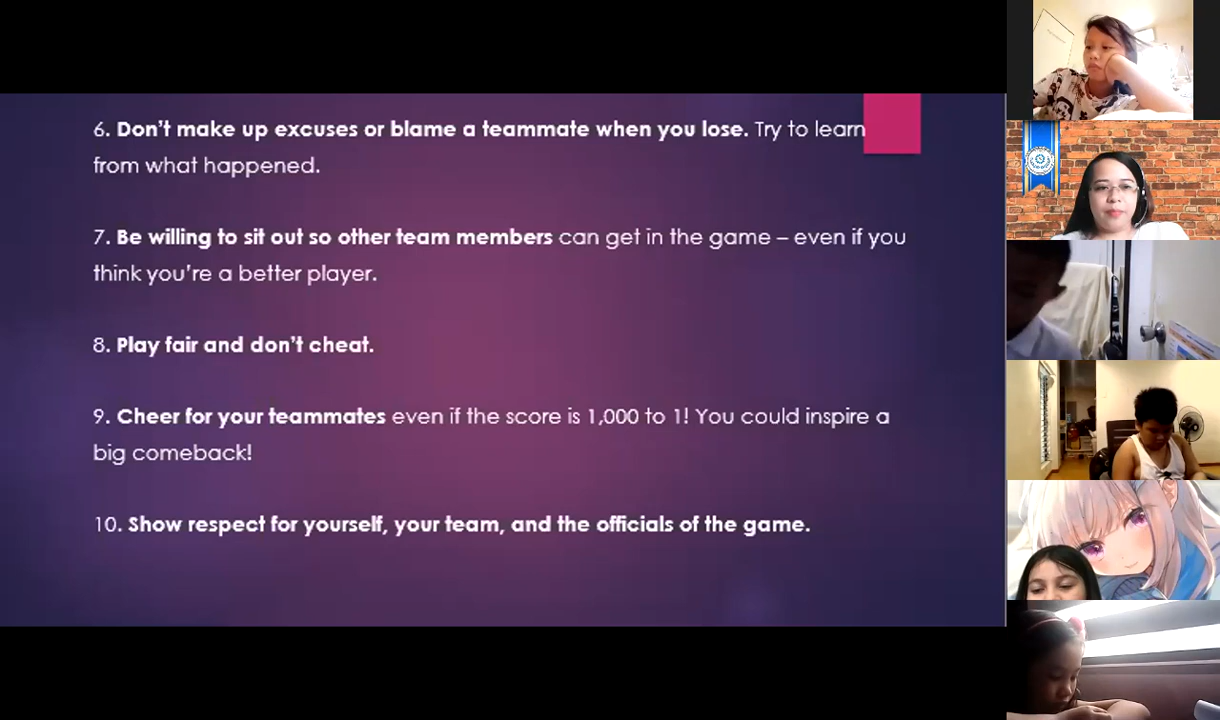 6. Don't make up excuses or blame a teammate when you lose. Try to learn
from what happened.
7. Be willing to sit out so other team members can get in the game – even if you
think you're a better player.
8. Play fair and don't cheat.
9. Cheer for your teammates even if the score is 1,000 to 1! You could inspire a
big comeback!
10. Show respect for yourself, your team, and the officials of the game.